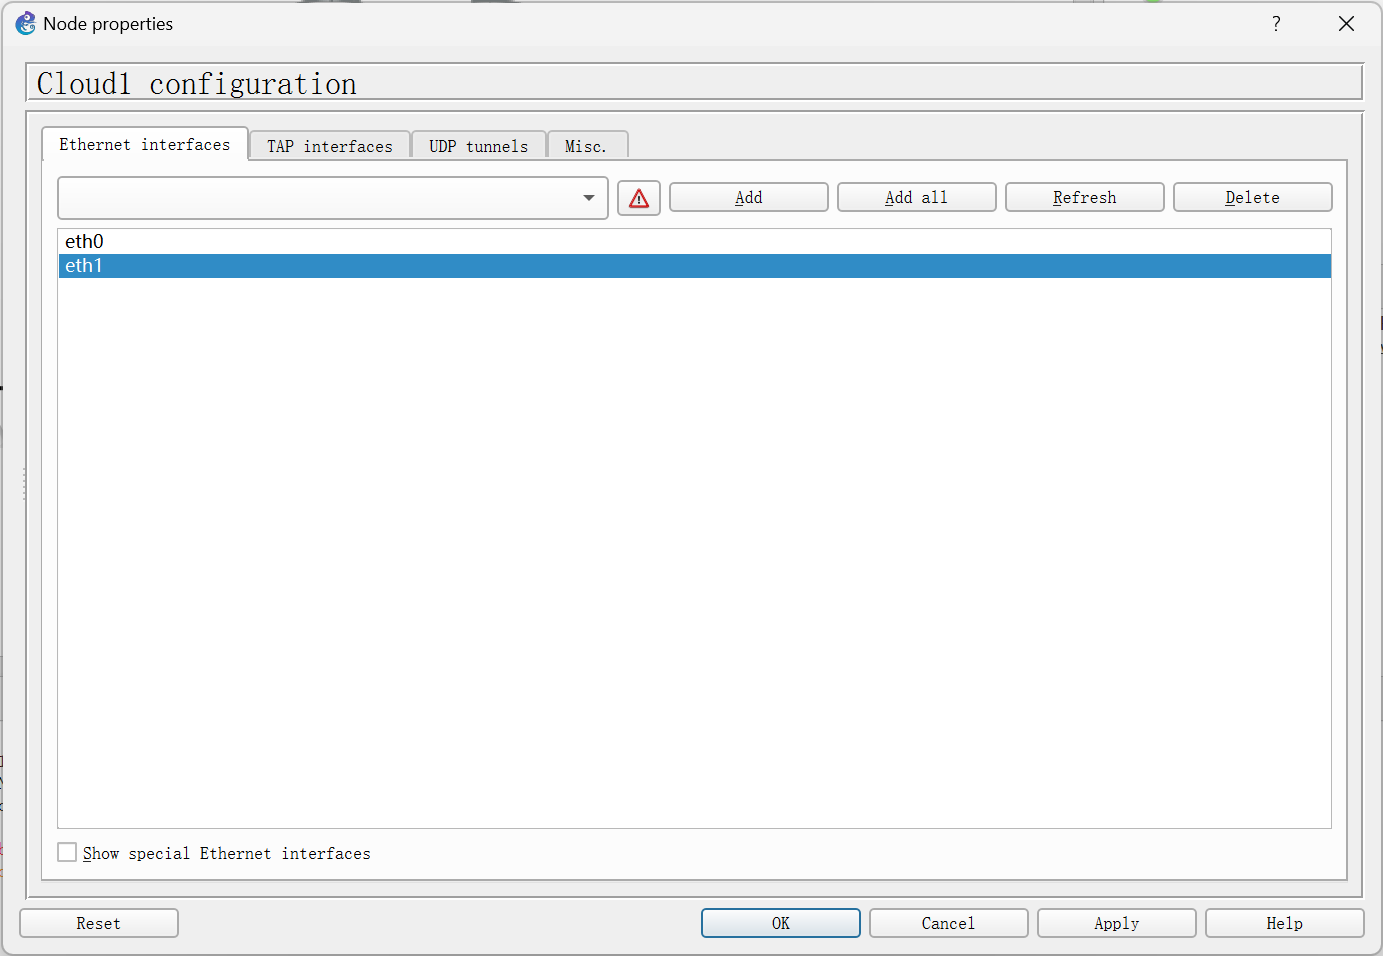 Node properties
?
Cloud1 configuration
Ethernet interfaces TAP interfaces UDP tunnels Misc.
Add Add all Refresh Delete
eth0
eth1
Show special Ethernet interfaces
Reset OK Cancel Apply Help